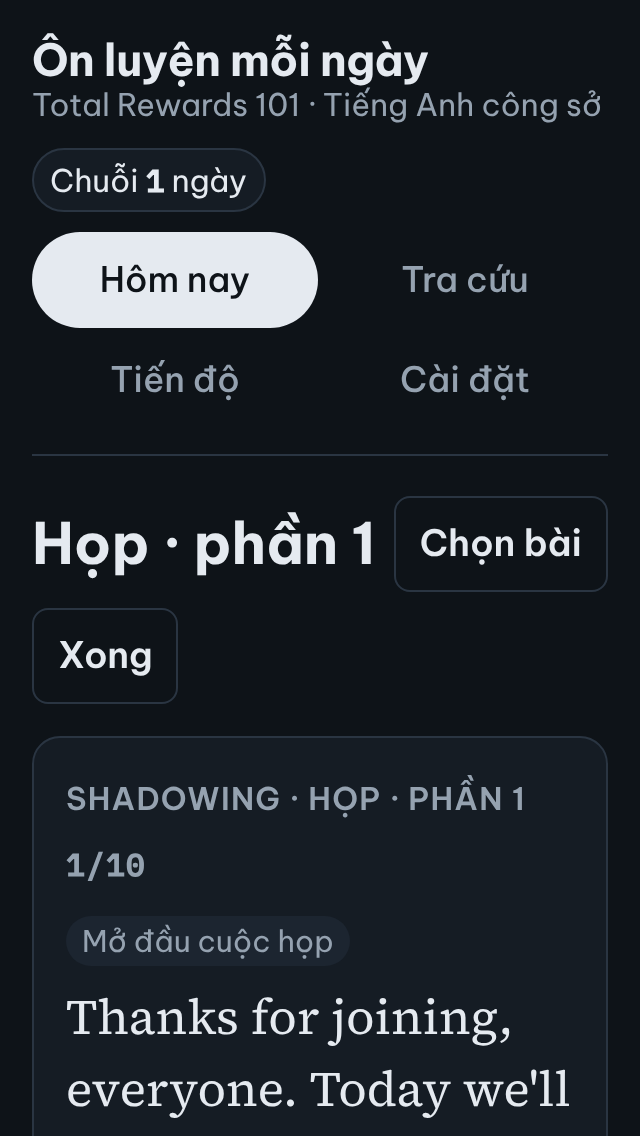 Ôn luyện mỗi ngày
Total Rewards 101 · Tiếng Anh công sở
Chuỗi 1 ngày
Hôm nay
Tra cứu
Tiến độ
Cài đặt
Họp · phần 1
Chọn bài
Xong
SHADOWING · HỌP · PHẦN 1
1/10
Mở đầu cuộc họp
Thanks for joining,
everyone. Today we'll